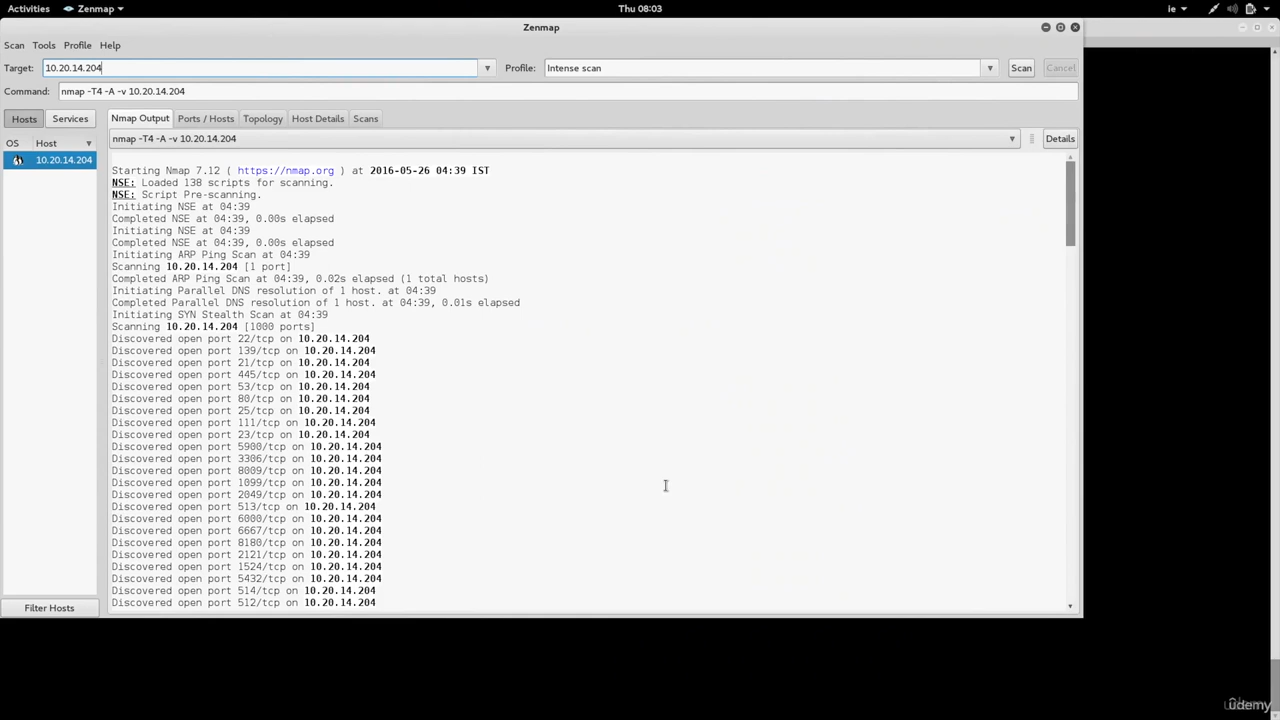 Activities Zenmap Thu 08:03 ie
Zenmap
Scan Tools Profile Help
Target: 10.20.14.204 Profile: Intense scan Scan Cancel
Command: nmap -T4 -A -v 10.20.14.204
Hosts Services Nmap Output Ports / Hosts Topology Host Details Scans
OS Host nmap -T4 -A -v 10.20.14.204 Details
10.20.14.204
Starting Nmap 7.12 ( https://nmap.org ) at 2016-05-26 04:39 IST
NSE: Loaded 138 scripts for scanning.
NSE: Script Pre-scanning.
Initiating NSE at 04:39
Completed NSE at 04:39, 0.00s elapsed
Initiating NSE at 04:39
Completed NSE at 04:39, 0.00s elapsed
Initiating ARP Ping Scan at 04:39
Scanning 10.20.14.204 [1 port]
Completed ARP Ping Scan at 04:39, 0.02s elapsed (1 total hosts)
Initiating Parallel DNS resolution of 1 host. at 04:39
Completed Parallel DNS resolution of 1 host. at 04:39, 0.01s elapsed
Initiating SYN Stealth Scan at 04:39
Scanning 10.20.14.204 [1000 ports]
Discovered open port 22/tcp on 10.20.14.204
Discovered open port 139/tcp on 10.20.14.204
Discovered open port 21/tcp on 10.20.14.204
Discovered open port 445/tcp on 10.20.14.204
Discovered open port 53/tcp on 10.20.14.204
Discovered open port 80/tcp on 10.20.14.204
Discovered open port 25/tcp on 10.20.14.204
Discovered open port 111/tcp on 10.20.14.204
Discovered open port 23/tcp on 10.20.14.204
Discovered open port 5900/tcp on 10.20.14.204
Discovered open port 3306/tcp on 10.20.14.204
Discovered open port 8009/tcp on 10.20.14.204
Discovered open port 1099/tcp on 10.20.14.204
Discovered open port 2049/tcp on 10.20.14.204
Discovered open port 513/tcp on 10.20.14.204
Discovered open port 6000/tcp on 10.20.14.204
Discovered open port 6667/tcp on 10.20.14.204
Discovered open port 8180/tcp on 10.20.14.204
Discovered open port 2121/tcp on 10.20.14.204
Discovered open port 1524/tcp on 10.20.14.204
Discovered open port 5432/tcp on 10.20.14.204
Discovered open port 514/tcp on 10.20.14.204
Discovered open port 512/tcp on 10.20.14.204
Filter Hosts
ûdemy